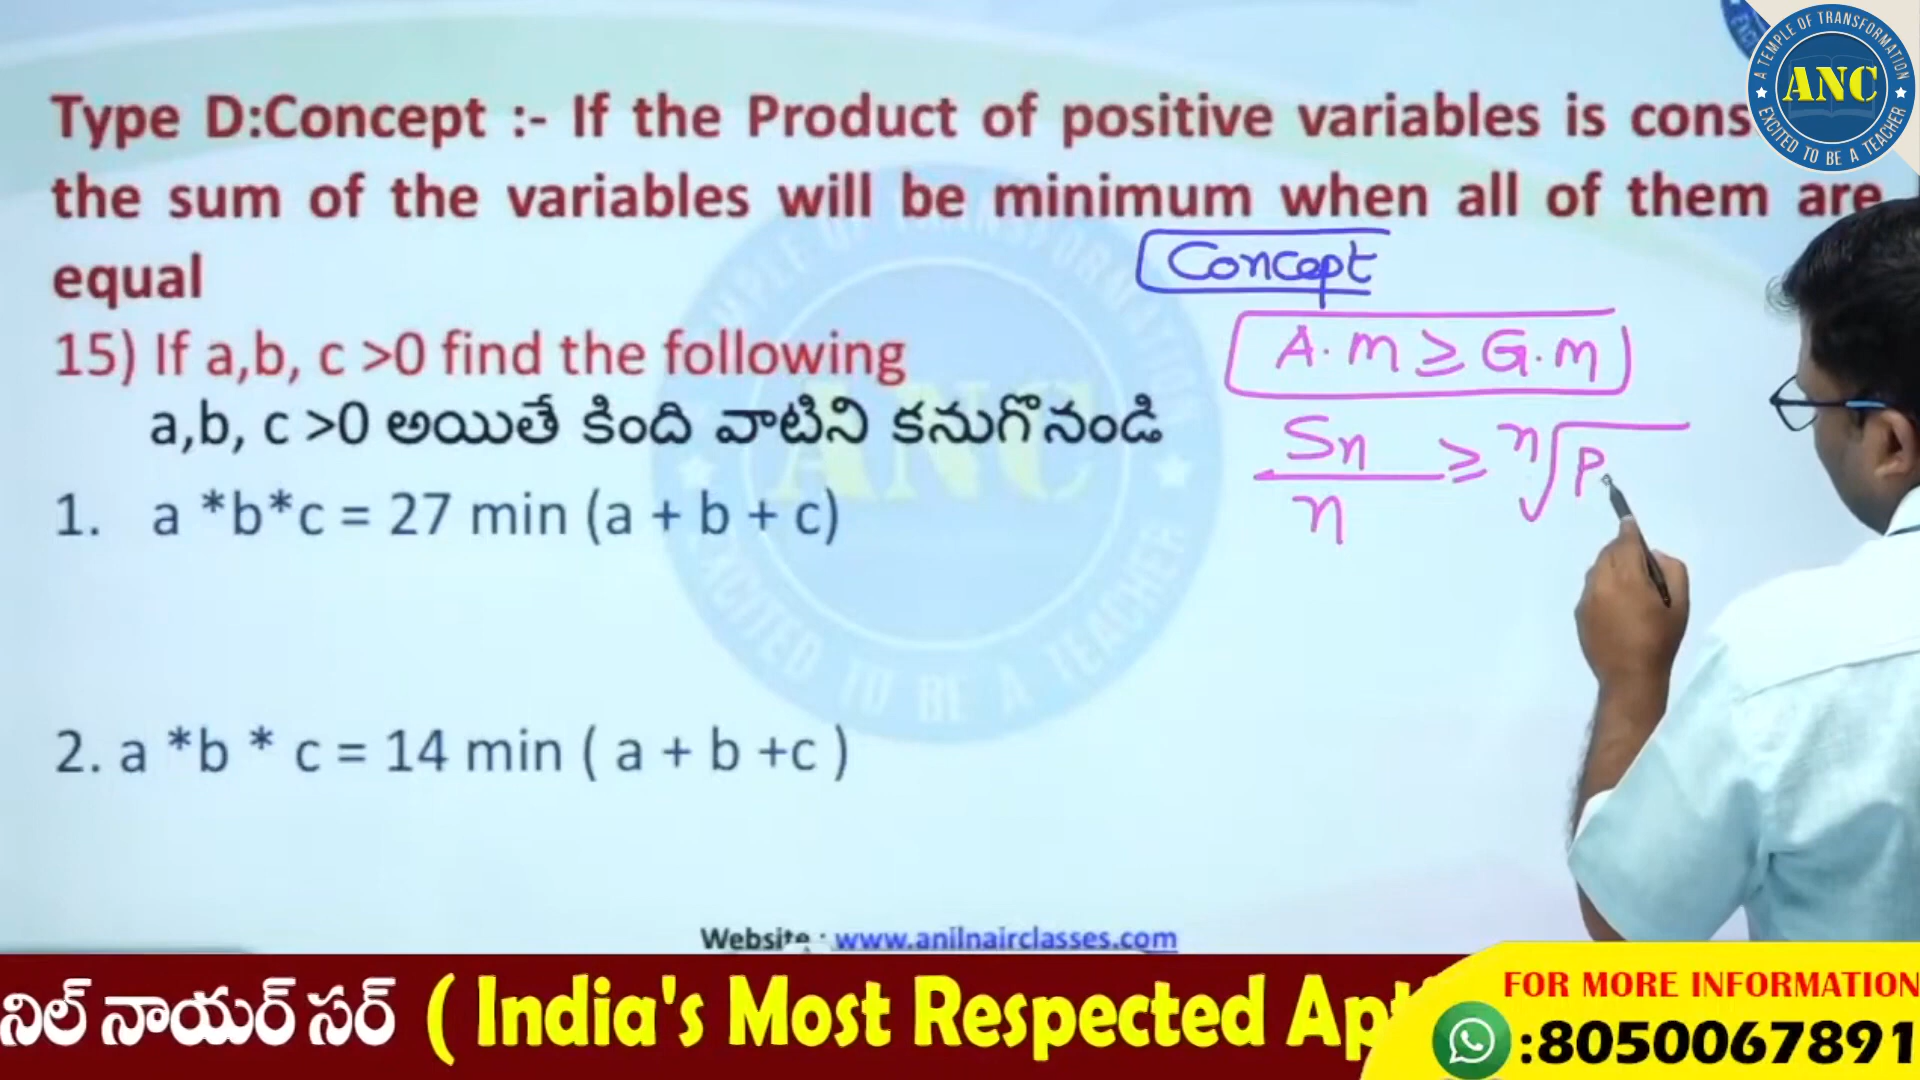 Type D:Concept :- If the Product of positive variables is cons
the sum of the variables will be minimum when all of them are
equal
Concept
15) If a,b, c >0 find the following
A.m ≥ G.m
a,b, c >0 అయితే కింది వాటిని కనుగొనండి
Sn/n ≥ ⁿ√P
1. a *b*c = 27 min (a + b + c)
2. a *b * c = 14 min ( a + b +c )
Website : www.anilnairclasses.com
నిల్ నాయర్ సర్ ( India's Most Respected Apt
FOR MORE INFORMATION
:8050067891
A TEMPLE OF TRANSFORMATION
ANC
EXCITED TO BE A TEACHER